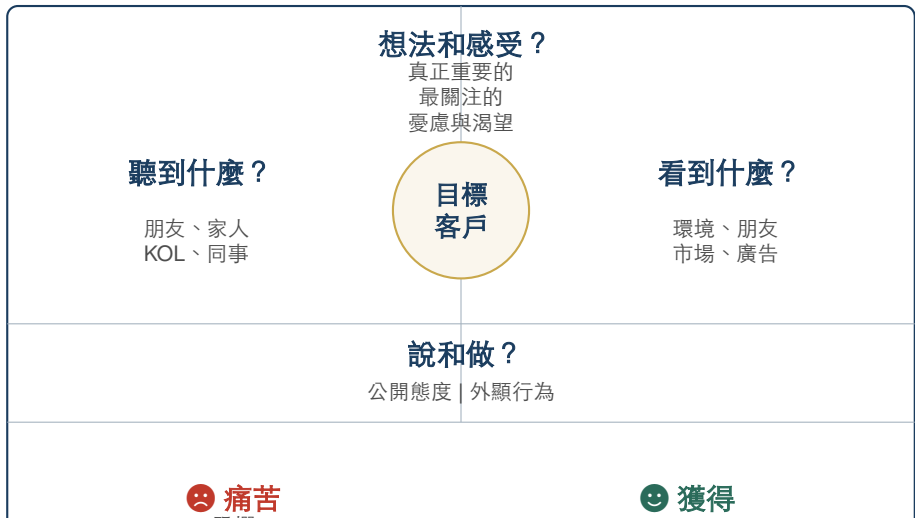 想法和感受？
真正重要的
最關注的
憂慮與渴望
聽到什麼？
看到什麼？
目標
客戶
朋友、家人
KOL、同事
環境、朋友
市場、廣告
說和做？
公開態度 | 外顯行為
痛苦
獲得